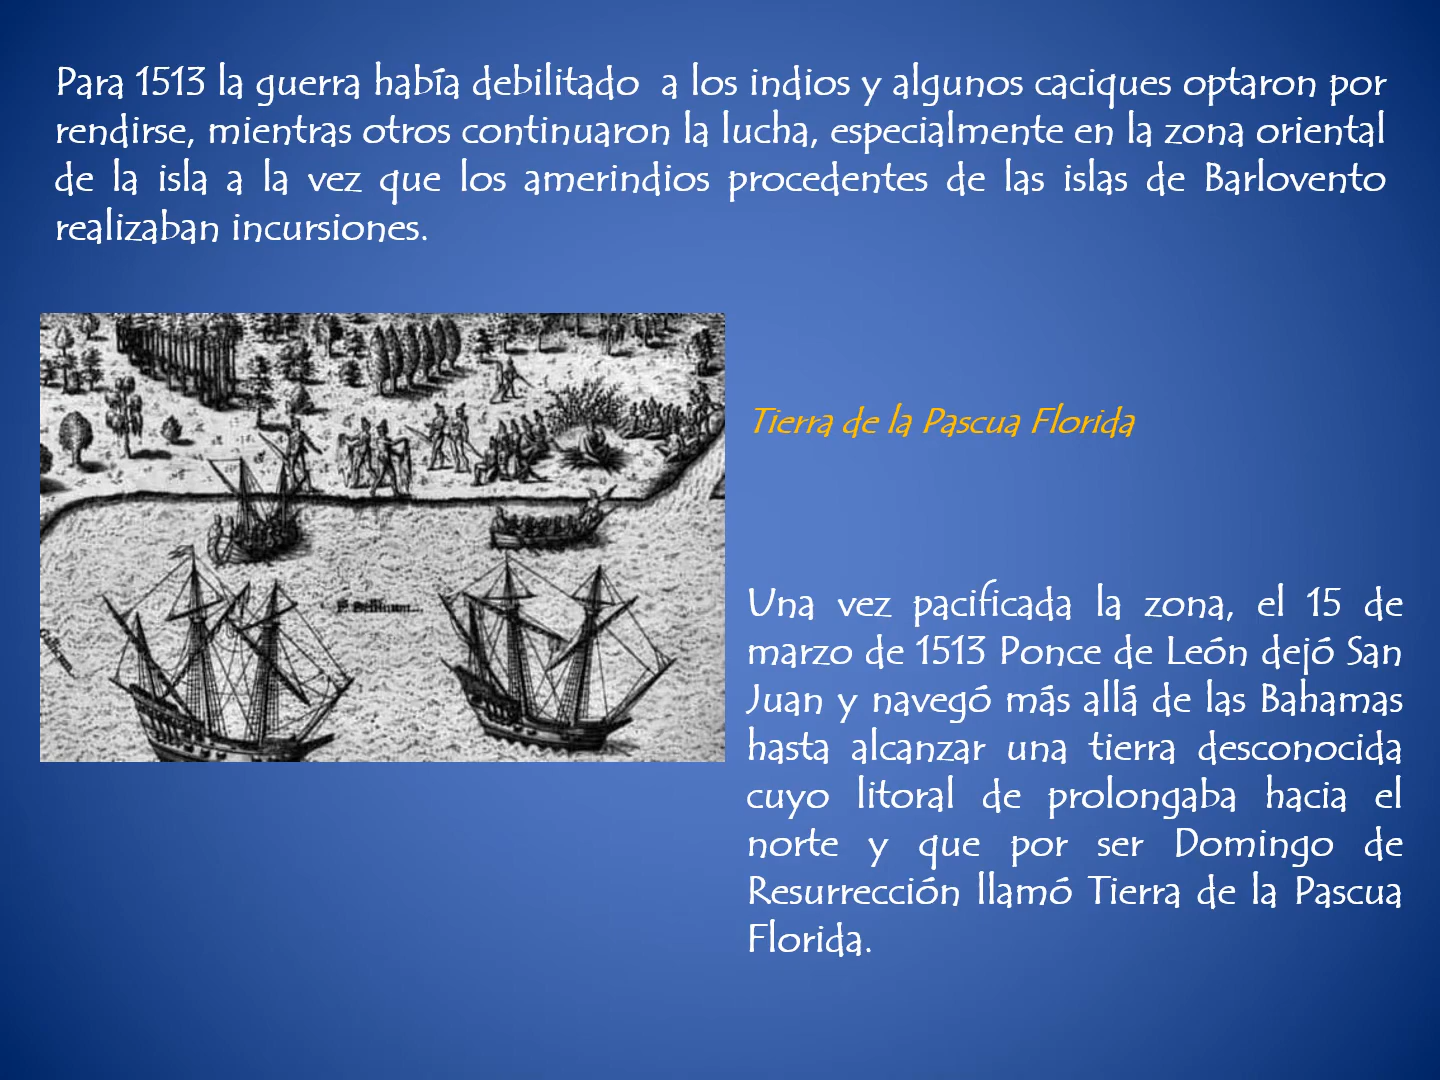 Para 1513 la guerra había debilitado a los indios y algunos caciques optaron por
rendirse, mientras otros continuaron la lucha, especialmente en la zona oriental
de la isla a la vez que los amerindios procedentes de las islas de Barlovento
realizaban incursiones.
Tierra de la Pascua Florida
Una vez pacificada la zona, el 15 de
marzo de 1513 Ponce de León dejó San
Juan y navegó más allá de las Bahamas
hasta alcanzar una tierra desconocida
cuyo litoral de prolongaba hacia el
norte y que por ser Domingo de
Resurrección llamó Tierra de la Pascua
Florida.